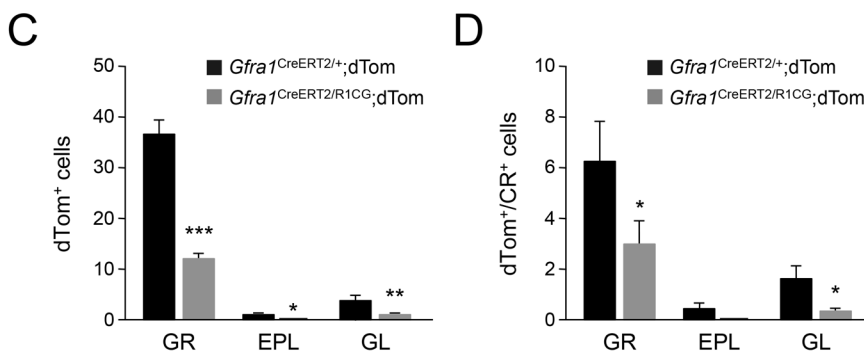 C
Gfra1CreERT2/+;dTom
Gfra1CreERT2/R1CG;dTom
dTom+ cells
50
40
30
20
10
0
***
*
**
GR EPL GL
D
Gfra1CreERT2/+;dTom
Gfra1CreERT2/R1CG;dTom
dTom+/CR+ cells
10
8
6
4
2
0
*
*
GR EPL GL